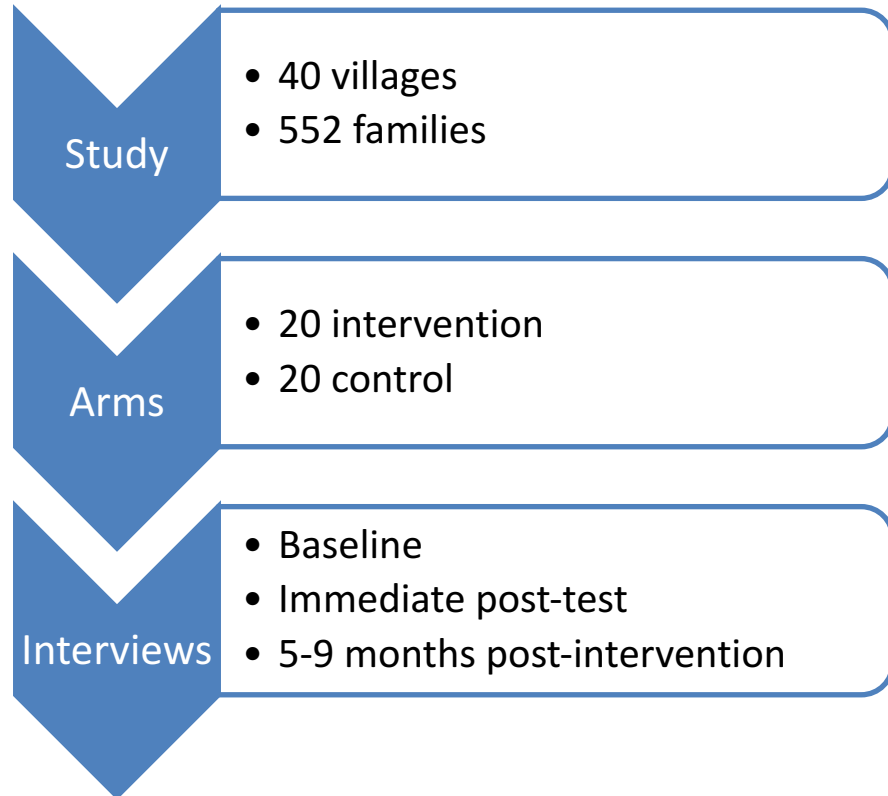 Study
• 40 villages
• 552 families
Arms
• 20 intervention
• 20 control
Interviews
• Baseline
• Immediate post-test
• 5-9 months post-intervention